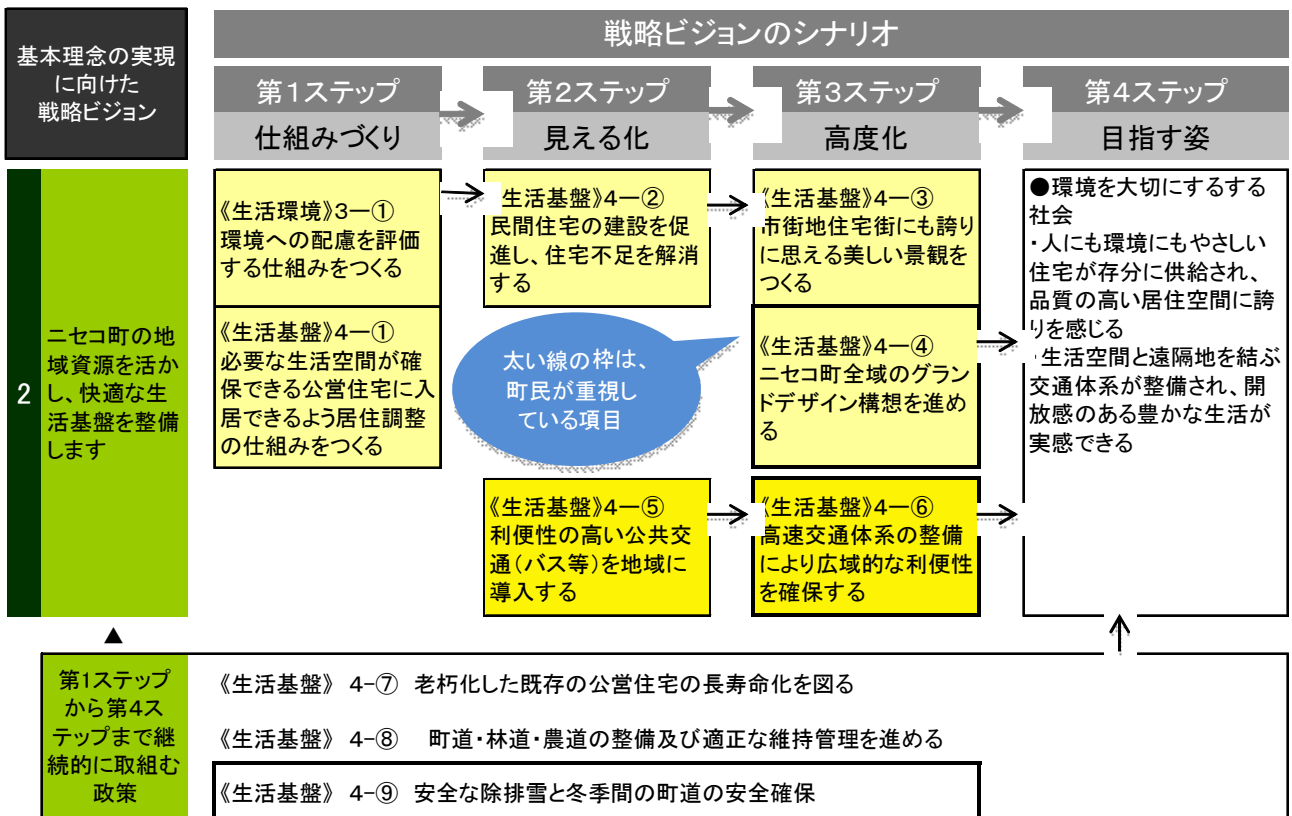 基本理念の実現
に向けた
戦略ビジョン
戦略ビジョンのシナリオ
第1ステップ
仕組みづくり
第2ステップ
見える化
第3ステップ
高度化
第4ステップ
目指す姿
2
ニセコ町の地
域資源を活か
し、快適な生
活基盤を整備
します
《生活環境》3―①
環境への配慮を評価
する仕組みをつくる
《生活基盤》4―①
必要な生活空間が確
保できる公営住宅に入
居できるよう居住調整
の仕組みをつくる
《生活基盤》4―②
民間住宅の建設を促
進し、住宅不足を解消
する
太い線の枠は、
町民が重視し
ている項目
《生活基盤》4―⑤
利便性の高い公共交
通(バス等)を地域に
導入する
《生活基盤》4―③
市街地住宅街にも誇り
に思える美しい景観を
つくる
《生活基盤》4―④
ニセコ町全域のグラン
ドデザイン構想を進め
る
《生活基盤》4―⑥
高速交通体系の整備
により広域的な利便性
を確保する
●環境を大切にするする
社会
・人にも環境にもやさしい
住宅が存分に供給され、
品質の高い居住空間に誇
りを感じる
・生活空間と遠隔地を結ぶ
交通体系が整備され、開
放感のある豊かな生活が
実感できる
▲
第1ステップ
から第4ス
テップまで継
続的に取組む
政策
《生活基盤》 4-⑦ 老朽化した既存の公営住宅の長寿命化を図る
《生活基盤》 4-⑧ 町道・林道・農道の整備及び適正な維持管理を進める
《生活基盤》 4-⑨ 安全な除排雪と冬季間の町道の安全確保